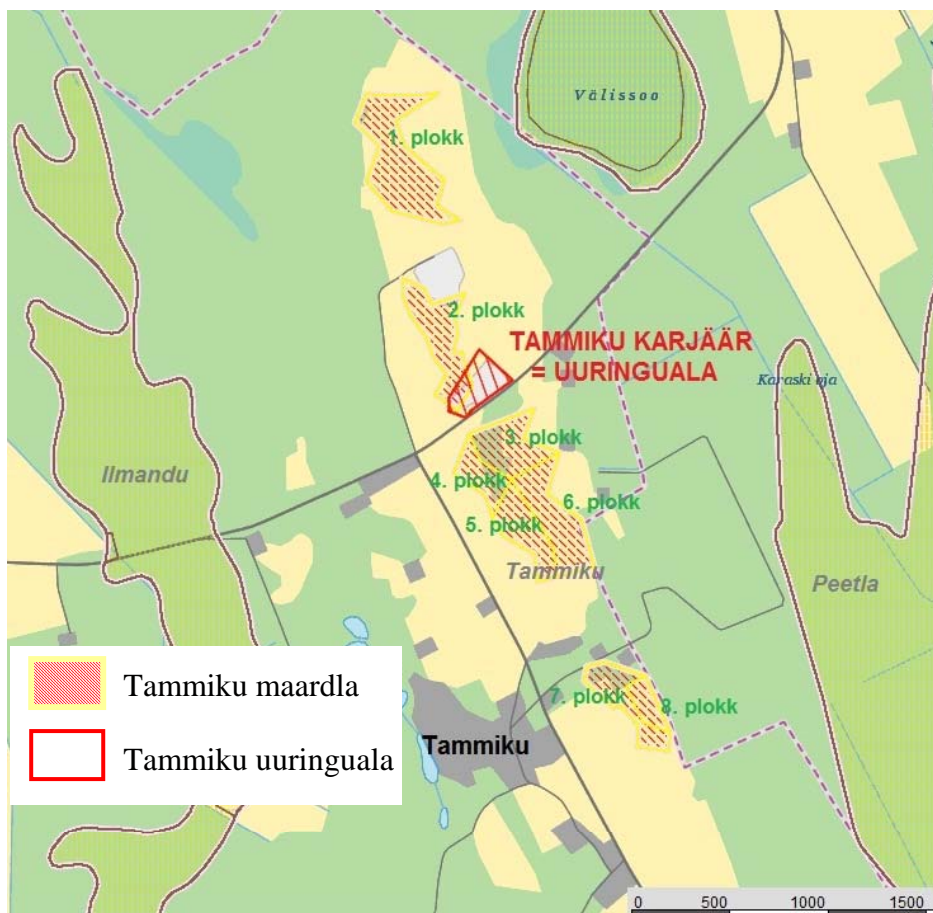 Välissoo
1. plokk
2. plokk
TAMMIKU KARJÄÄR
= UURINGUALA
Karaski oja
3. plokk
Ilmandu
4. plokk
6. plokk
5. plokk
Tammiku
Peetla
Tammiku maardla
7. plokk
8. plokk
Tammiku
Tammiku uuringuala
0 500 1000 1500